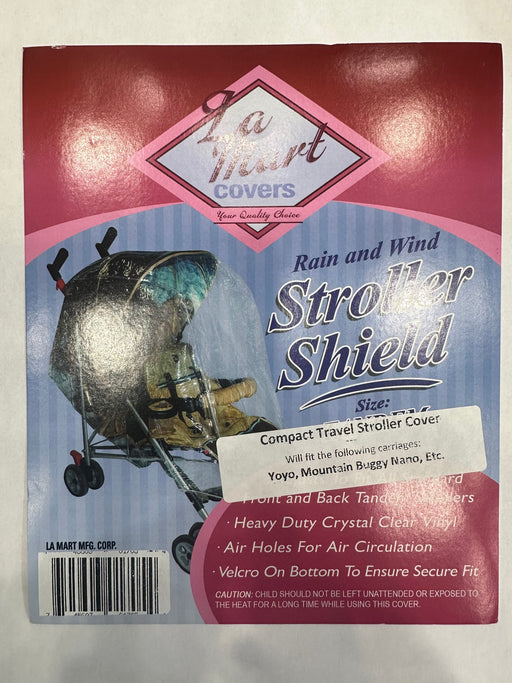 La
Mart
COVERS
Your Quality Choice
Rain and Wind
Stroller
Shield
Size:
Compact Travel Stroller Cover
Will fit the following carriages:
Yoyo, Mountain Buggy Nano, Etc.
Front and Back Tandem Strollers
· Heavy Duty Crystal Clear Vinyl
· Air Holes For Air Circulation
· Velcro On Bottom To Ensure Secure Fit
CAUTION: CHILD SHOULD NOT BE LEFT UNATTENDED OR EXPOSED TO
THE HEAT FOR A LONG TIME WHILE USING THIS COVER.
LA MART MFG. CORP.